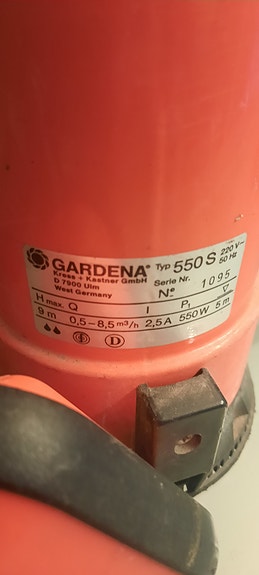 GARDENA® Typ 550 S 220 V~ 50 Hz
Kress + Kastner GmbH
D 7900 Ulm Serie Nr. 1095
West Germany Nº
H max. Q I P₁ ▽
9 m 0,5–8,5 m³/h 2,5 A 550 W 5 m
D